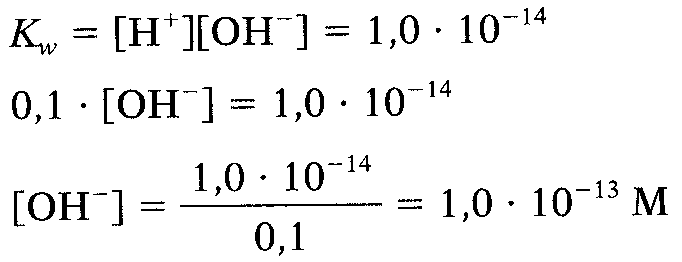 K_w = [H⁺][OH⁻] = 1,0 · 10⁻¹⁴
0,1 · [OH⁻] = 1,0 · 10⁻¹⁴
[OH⁻] = 1,0 · 10⁻¹⁴ / 0,1 = 1,0 · 10⁻¹³ M